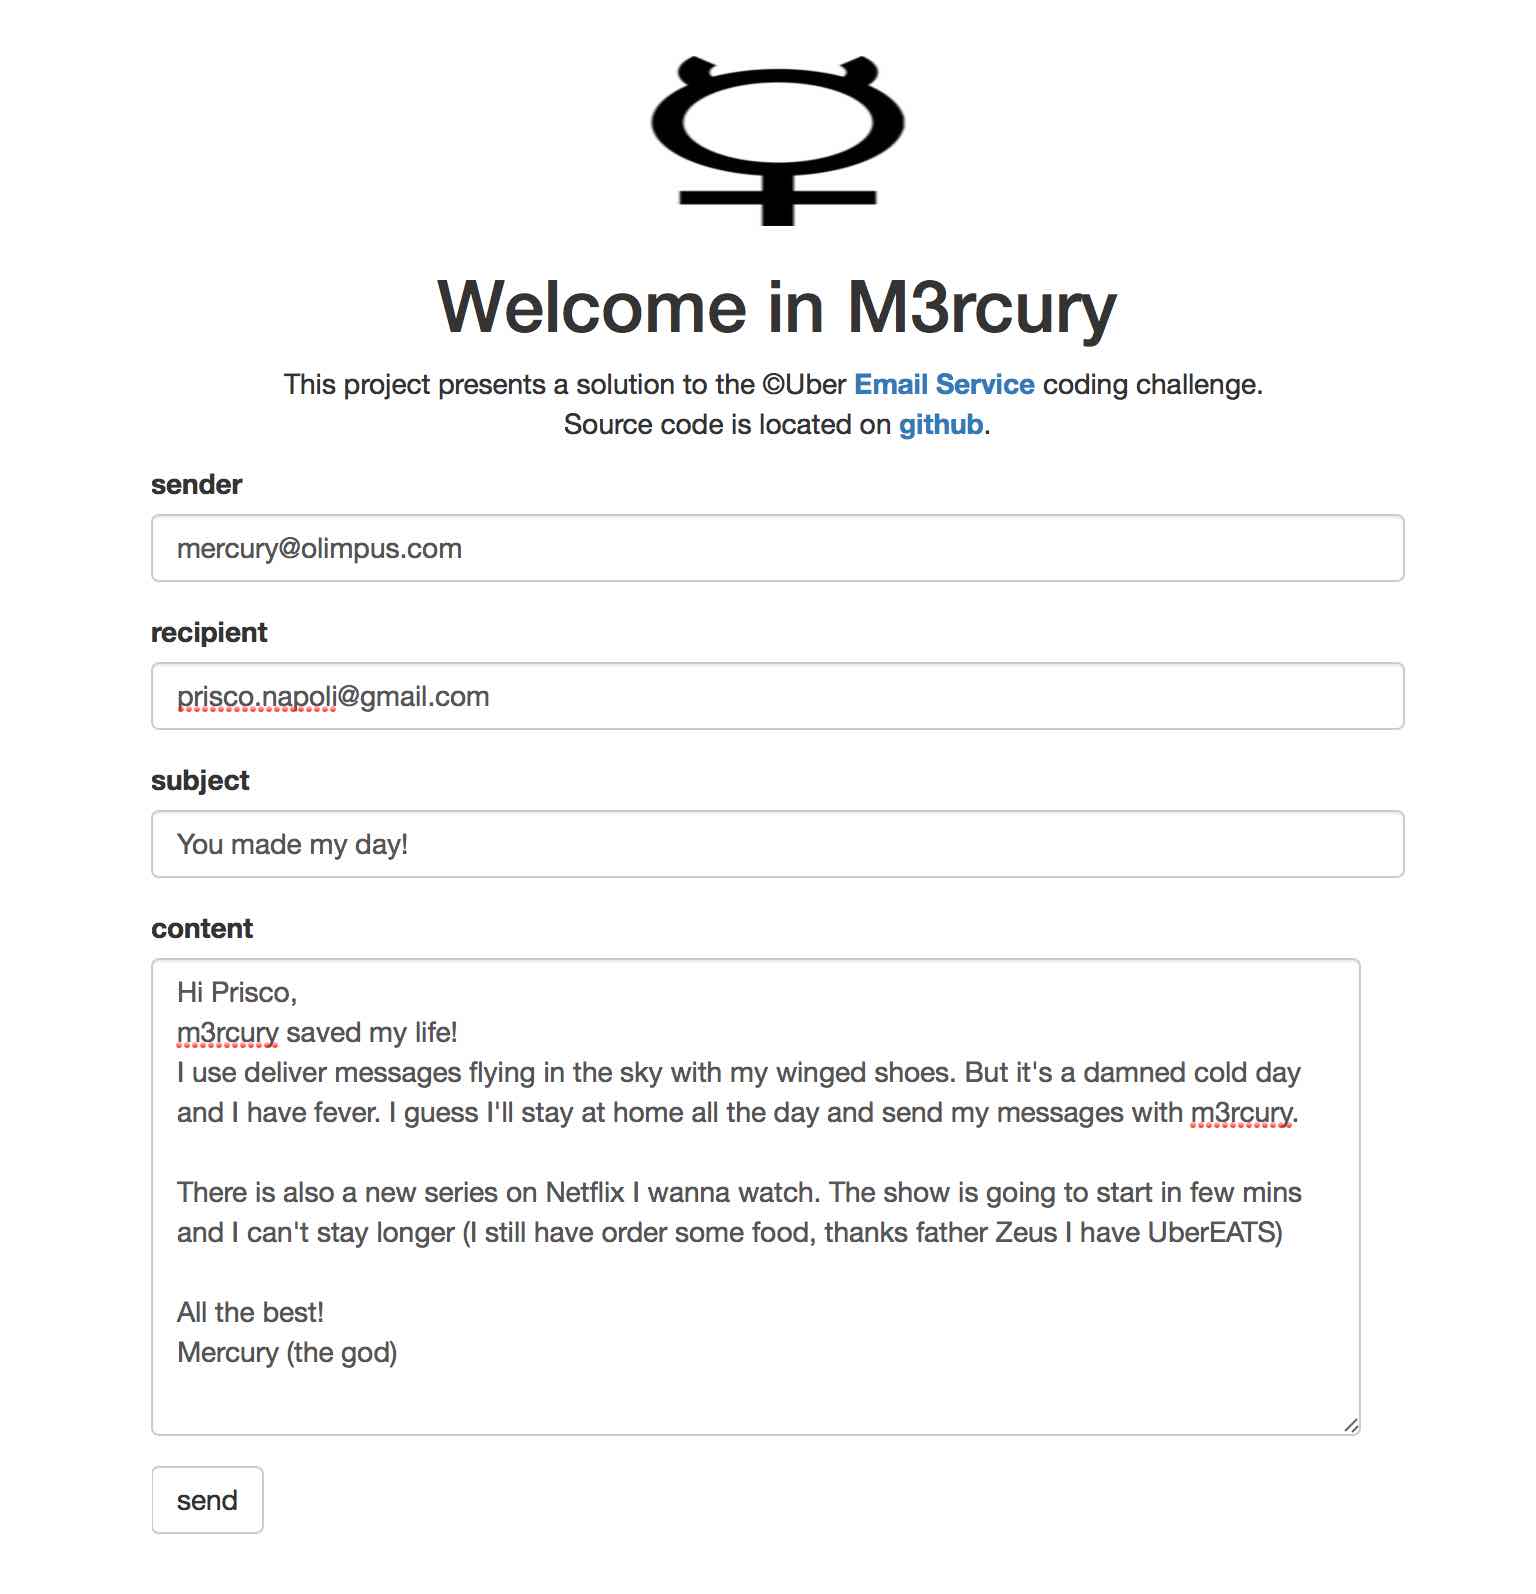 Welcome in M3rcury
This project presents a solution to the ©Uber Email Service coding challenge.
Source code is located on github.
sender
mercury@olimpus.com
recipient
prisco.napoli@gmail.com
subject
You made my day!
content
Hi Prisco,
m3rcury saved my life!
I use deliver messages flying in the sky with my winged shoes. But it's a damned cold day
and I have fever. I guess I'll stay at home all the day and send my messages with m3rcury.
There is also a new series on Netflix I wanna watch. The show is going to start in few mins
and I can't stay longer (I still have order some food, thanks father Zeus I have UberEATS)
All the best!
Mercury (the god)
send